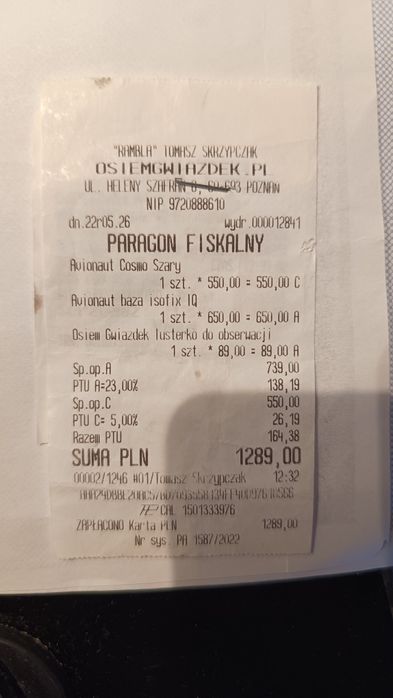 "RAMBLA" TOMASZ SKRZYPCZAK
OSIEMGWIAZDEK.PL
UL. HELENY SZAFRAN 693 POZNAŃ
NIP 9720888610
dn.22r05.26 wydr.000012841
PARAGON FISKALNY
Avionaut Cosmo Szary
1 szt. * 550,00 = 550,00 C
Avionaut baza isofix IQ
1 szt. * 650,00 = 650,00 A
Osiem Gwiazdek lusterko do obserwacji
1 szt. * 89,00 = 89,00 A
Sp.op.A 739,00
PTU A=23,00% 138,19
Sp.op.C 550,00
PTU C= 5,00% 26,19
Razem PTU 164,38
SUMA PLN 1289,00
00002/1246 #01/Tomasz Skrzypczak 12:32
CAL 1501333976
ZAPŁACONO Karta PLN 1289,00
Nr sys. PA 1587/2022